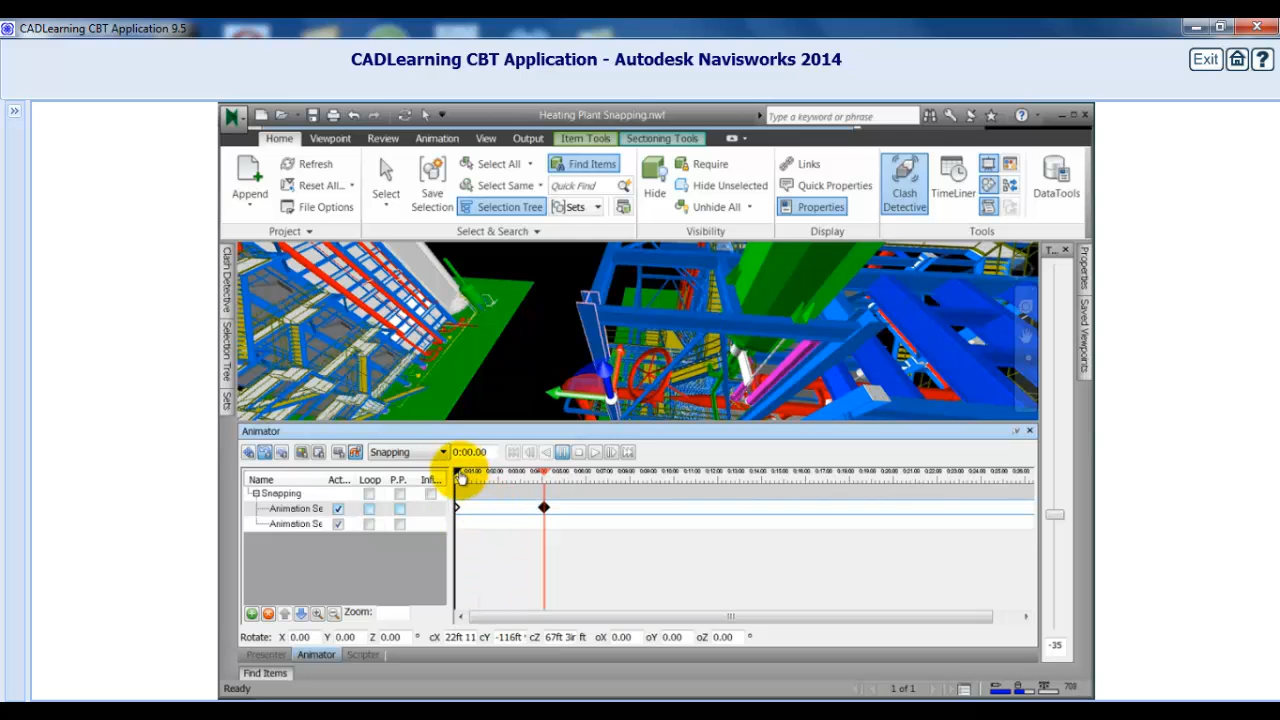 CADLearning CBT Application 9.5
CADLearning CBT Application - Autodesk Navisworks 2014
Exit
Heating Plant Snapping.nwf
Type a keyword or phrase
Home Viewpoint Review Animation View Output Item Tools Sectioning Tools
Append
Refresh
Reset All...
File Options
Project
Select
Save Selection
Select All
Select Same
Selection Tree
Find Items
Quick Find
Sets
Select & Search
Hide
Require
Hide Unselected
Unhide All
Visibility
Links
Quick Properties
Properties
Display
Clash Detective
TimeLiner
DataTools
Tools
Clash Detective
Selection Tree
Sets
T...
Properties
Saved Viewpoints
Animator
Snapping
0:00.00
Name Act... Loop P.P. Infi...
Snapping
Animation Se
Animation Se
Zoom:
Rotate: X 0.00 Y 0.00 Z 0.00 ° cX 22ft 11 cY -116ft cZ 67ft 3in ft oX 0.00 oY 0.00 oZ 0.00 °
-35
Presenter Animator Scripter
Find Items
Ready
1 of 1
708